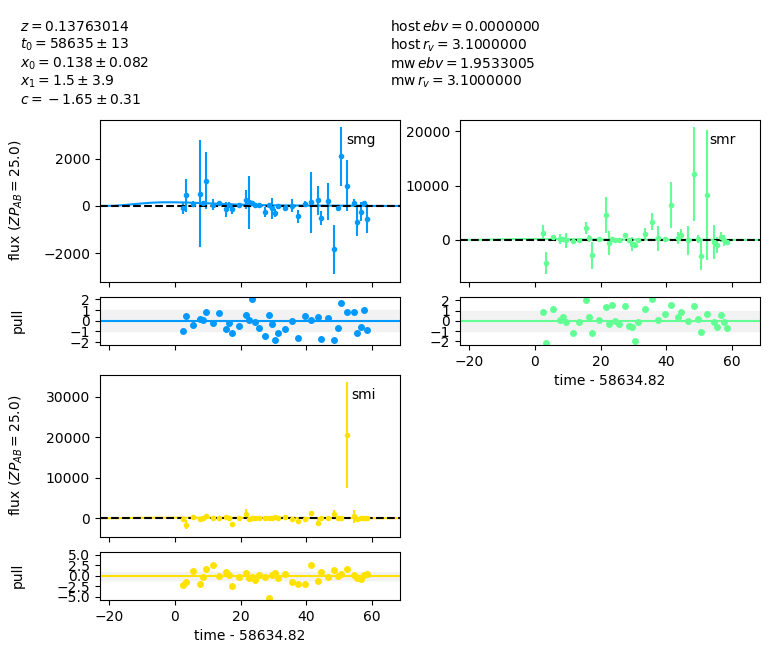 z = 0.13763014
t0 = 58635 ± 13
x0 = 0.138 ± 0.082
x1 = 1.5 ± 3.9
c = −1.65 ± 0.31
host ebv = 0.0000000
host rv = 3.1000000
mw ebv = 1.9533005
mw rv = 3.1000000
smg
flux (ZPAB = 25.0)
2000
0
−2000
pull
2
1
0
−1
−2
smr
20000
10000
0
2
1
0
−1
−2
−20 0 20 40 60
time - 58634.82
smi
flux (ZPAB = 25.0)
30000
20000
10000
0
pull
5.0
2.5
0.0
−2.5
−5.0
−20 0 20 40 60
time - 58634.82